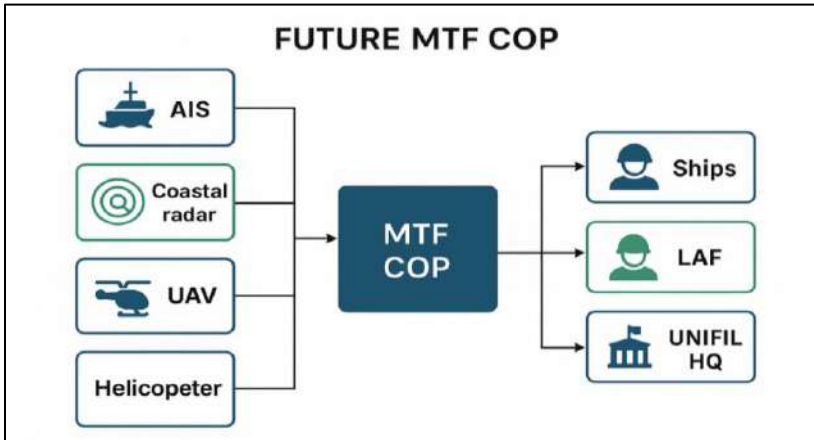 FUTURE MTF COP
AIS
Coastal
radar
UAV
Helicopeter
MTF
COP
Ships
LAF
UNIFIL
HQ